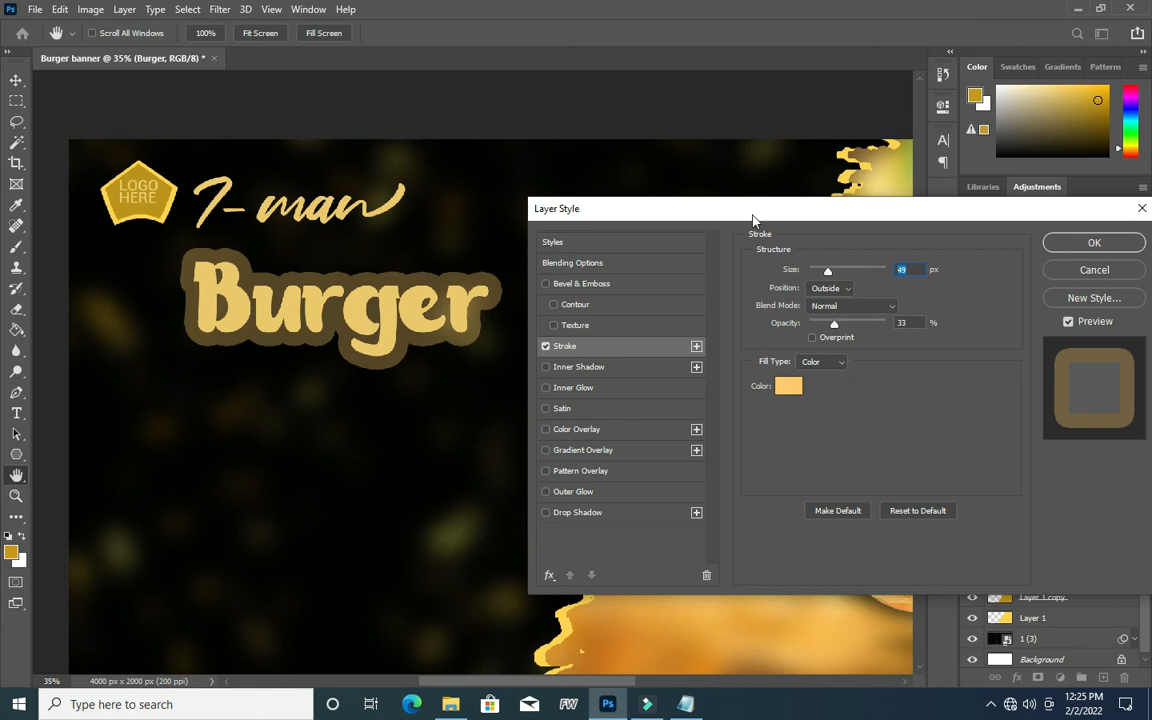 Ps File Edit Image Layer Type Select Filter 3D View Window Help
Scroll All Windows 100% Fit Screen Fill Screen
Burger banner @ 35% (Burger, RGB/8) * ×
Color Swatches Gradients Patterns
LOGO
HERE
7- man
Burger
Libraries Adjustments
Layer Style
Styles
Blending Options
Bevel & Emboss
Contour
Texture
Stroke
Inner Shadow
Inner Glow
Satin
Color Overlay
Gradient Overlay
Pattern Overlay
Outer Glow
Drop Shadow
fx
Stroke
Structure
Size: 49 px
Position: Outside
Blend Mode: Normal
Opacity: 33 %
Overprint
Fill Type: Color
Color:
Make Default Reset to Default
OK
Cancel
New Style...
Preview
Layer 1 copy
Layer 1
1 (3)
Background
35% 4000 px x 2000 px (200 ppi)
Type here to search
FW
Ps
12:25 PM
2/2/2022